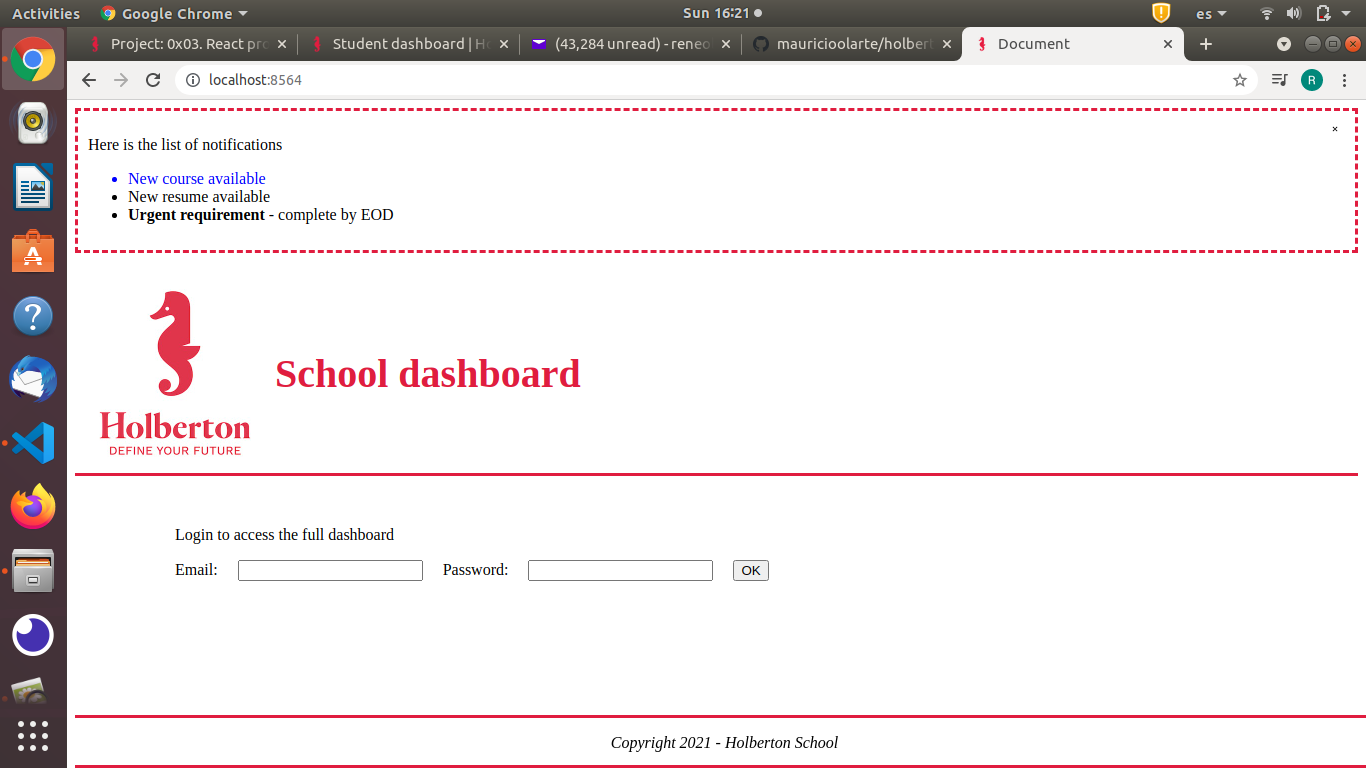 Activities Google Chrome Sun 16:21 es
Project: 0x03. React pro Student dashboard | Ho (43,284 unread) - reneo mauricioolarte/holbert Document
localhost:8564 R
Here is the list of notifications
New course available
New resume available
Urgent requirement - complete by EOD
School dashboard
Holberton
DEFINE YOUR FUTURE
Login to access the full dashboard
Email: Password: OK
Copyright 2021 - Holberton School